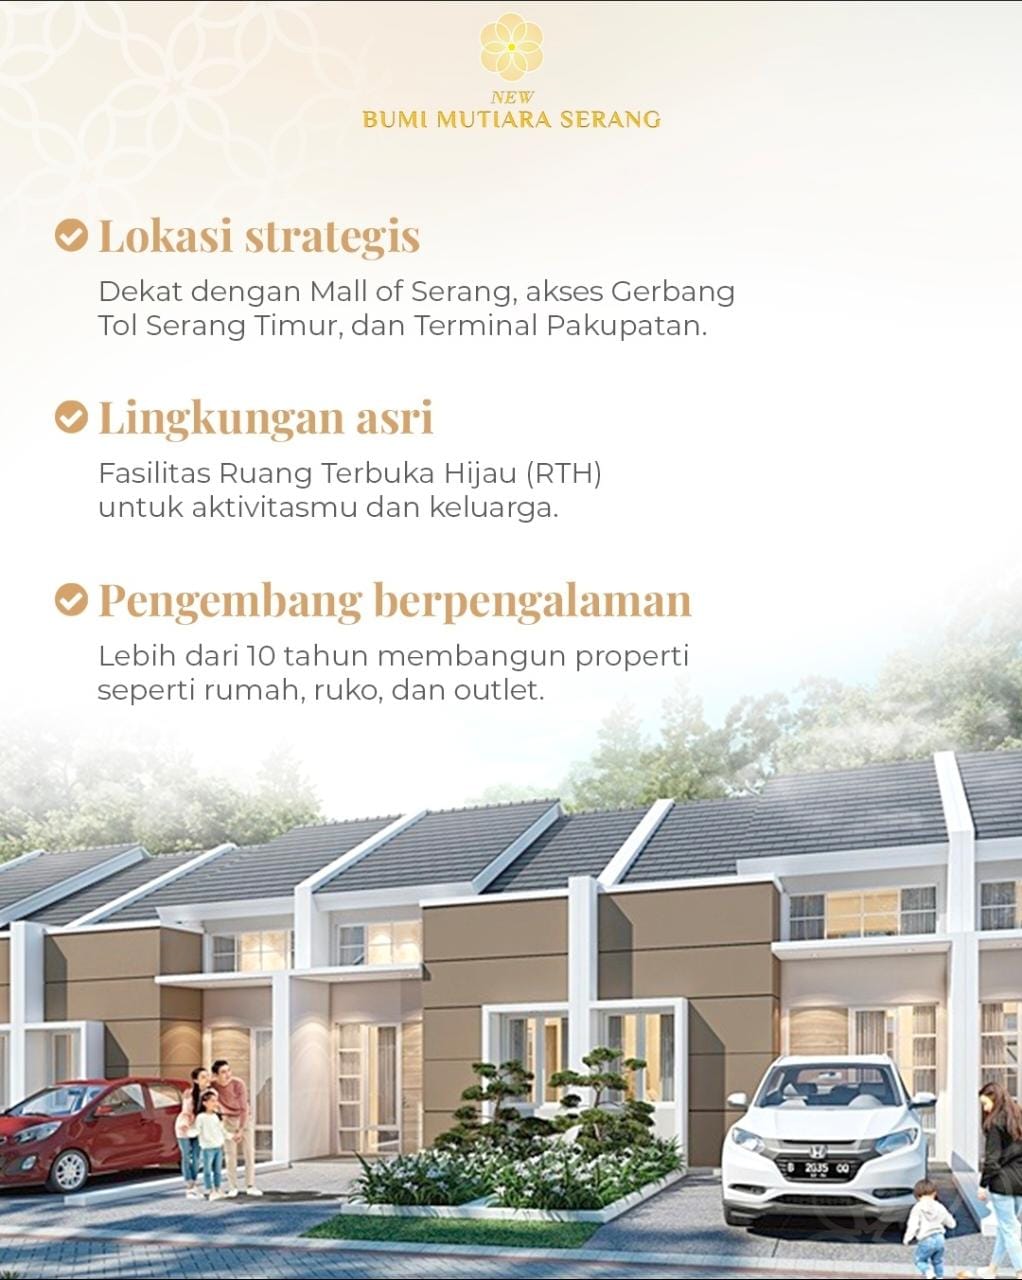 NEW
BUMI MUTIARA SERANG
Lokasi strategis
Dekat dengan Mall of Serang, akses Gerbang
Tol Serang Timur, dan Terminal Pakupatan.
Lingkungan asri
Fasilitas Ruang Terbuka Hijau (RTH)
untuk aktivitasmu dan keluarga.
Pengembang berpengalaman
Lebih dari 10 tahun membangun properti
seperti rumah, ruko, dan outlet.
B 2035 OQ